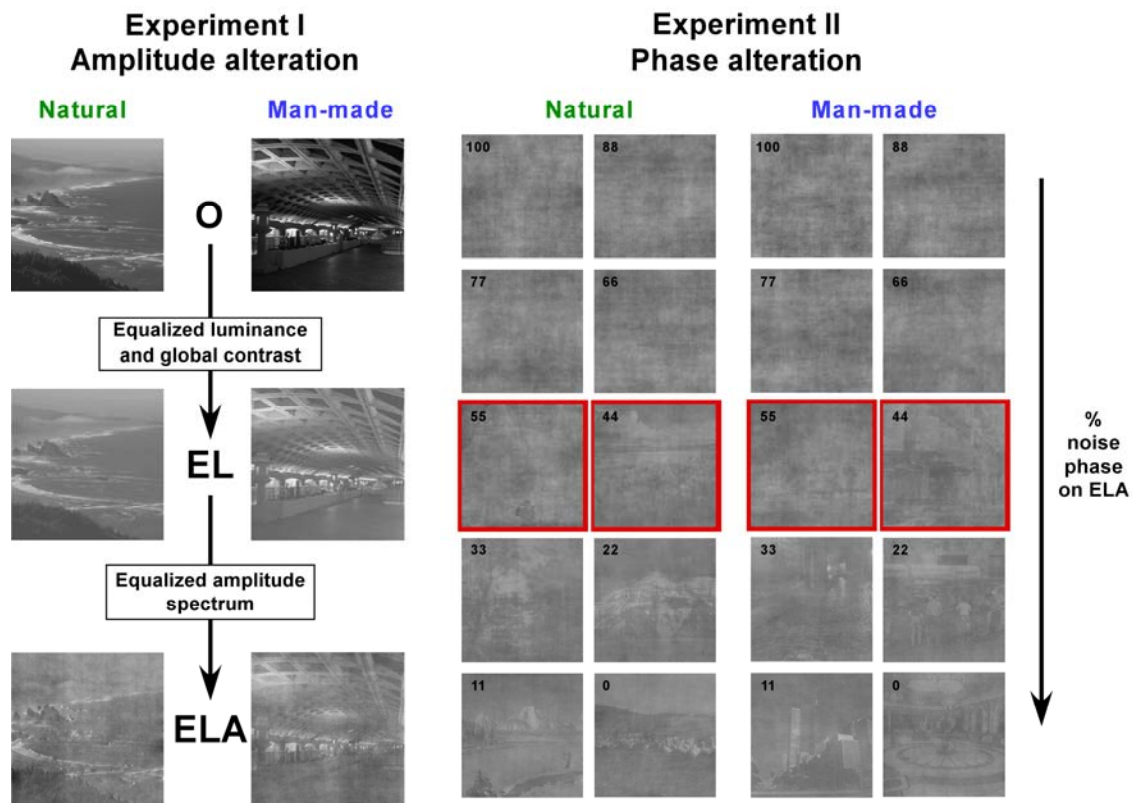 Experiment I
Amplitude alteration
Natural
Man-made
O
Equalized luminance
and global contrast
EL
Equalized amplitude
spectrum
ELA
Experiment II
Phase alteration
Natural
Man-made
100
88
100
88
77
66
77
66
55
44
55
44
33
22
33
22
11
0
11
0
%
noise
phase
on ELA